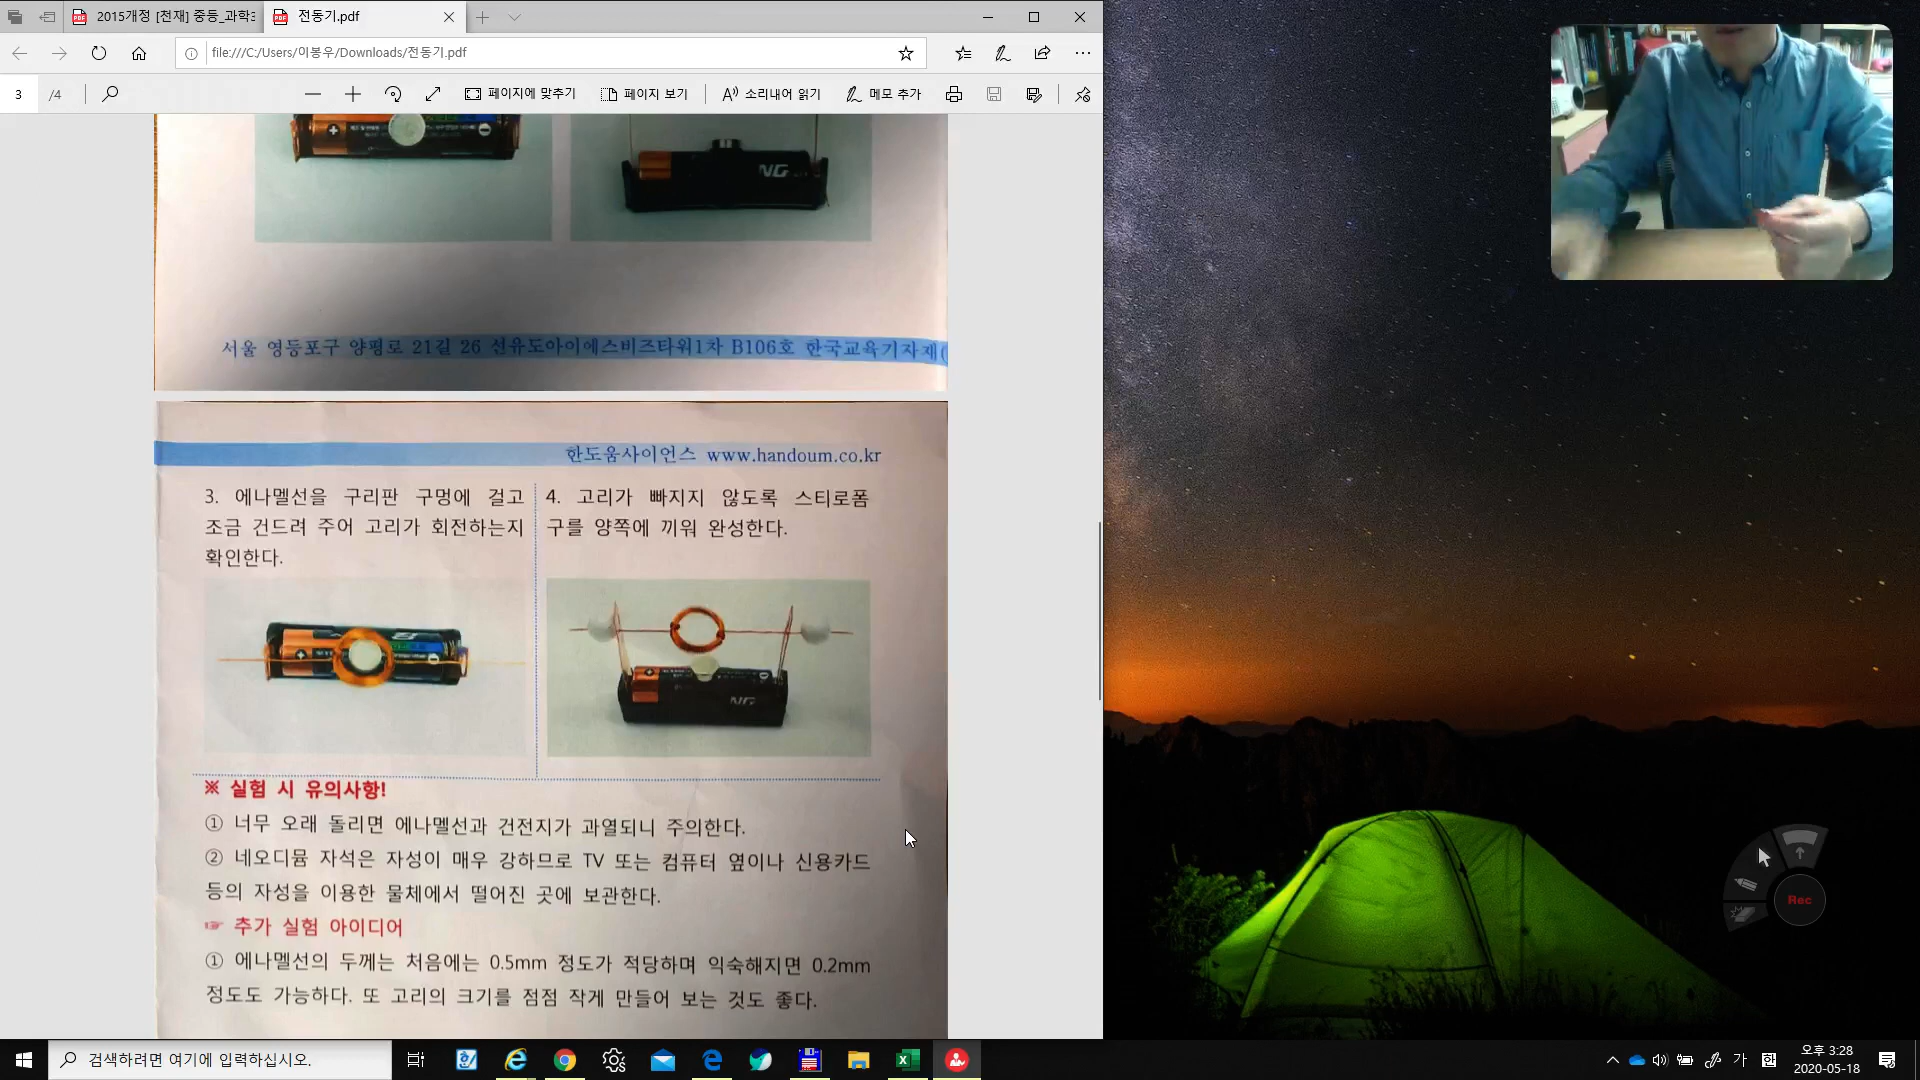 2015개정 [천재] 중등_과학3
전동기.pdf
file:///C:/Users/이봉우/Downloads/전동기.pdf
3 /4
페이지에 맞추기
페이지 보기
소리내어 읽기
메모 추가
서울 영등포구 양평로 21길 26 선유도아이에스비즈타워1차 B106호 한국교육기자재(
한도움사이언스 www.handoum.co.kr
3. 에나멜선을 구리판 구멍에 걸고
조금 건드려 주어 고리가 회전하는지
확인한다.
4. 고리가 빠지지 않도록 스티로폼
구를 양쪽에 끼워 완성한다.
※ 실험 시 유의사항!
① 너무 오래 돌리면 에나멜선과 건전지가 과열되니 주의한다.
② 네오디뮴 자석은 자성이 매우 강하므로 TV 또는 컴퓨터 옆이나 신용카드
등의 자성을 이용한 물체에서 떨어진 곳에 보관한다.
☞ 추가 실험 아이디어
① 에나멜선의 두께는 처음에는 0.5mm 정도가 적당하며 익숙해지면 0.2mm
정도도 가능하다. 또 고리의 크기를 점점 작게 만들어 보는 것도 좋다.
Rec
검색하려면 여기에 입력하십시오.
가
오후 3:28
2020-05-18